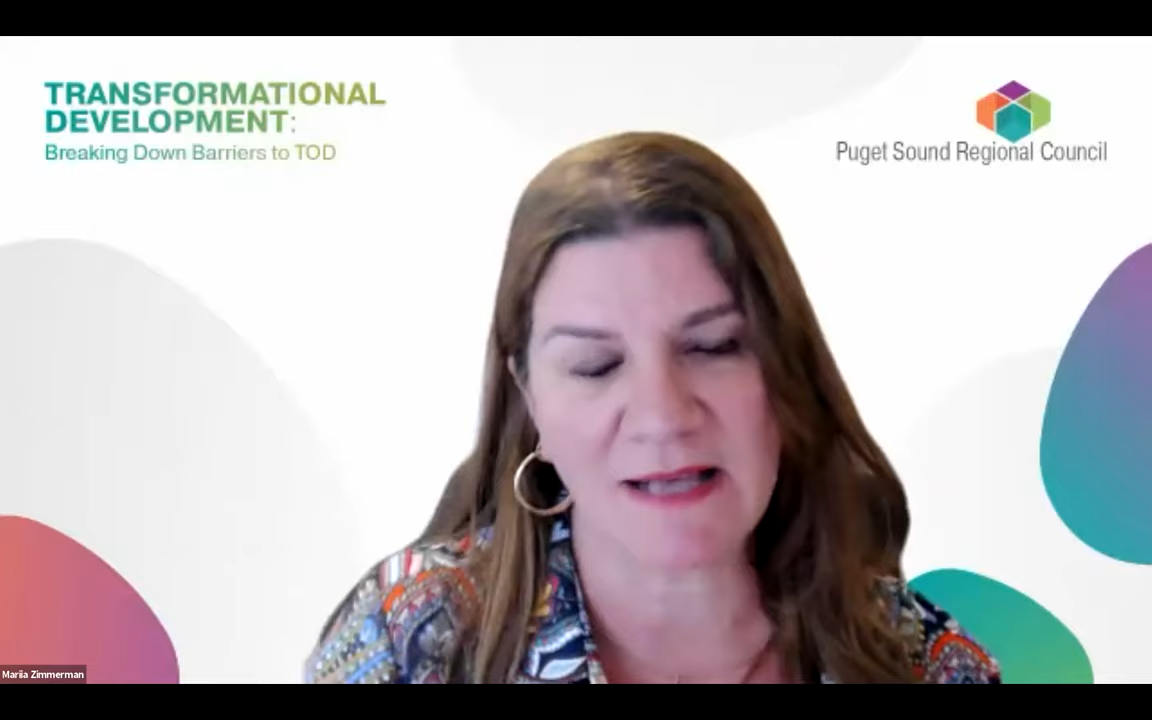 TRANSFORMATIONAL
DEVELOPMENT:
Breaking Down Barriers to TOD
Puget Sound Regional Council
Mariia Zimmerman